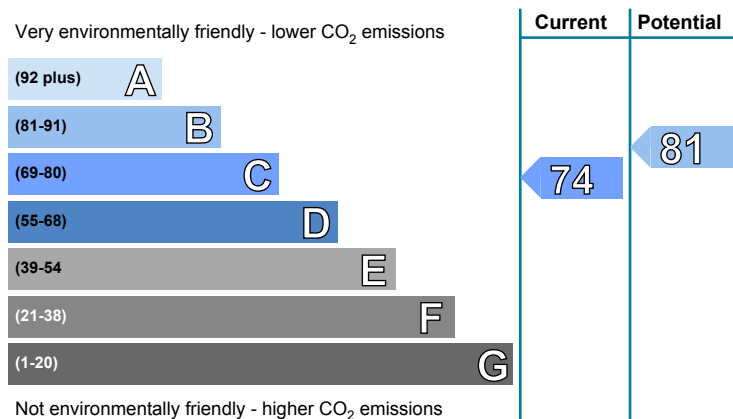 Very environmentally friendly - lower CO₂ emissions
Current
Potential
(92 plus) A
(81-91) B
(69-80) C
(55-68) D
(39-54 E
(21-38) F
(1-20) G
74
81
Not environmentally friendly - higher CO₂ emissions